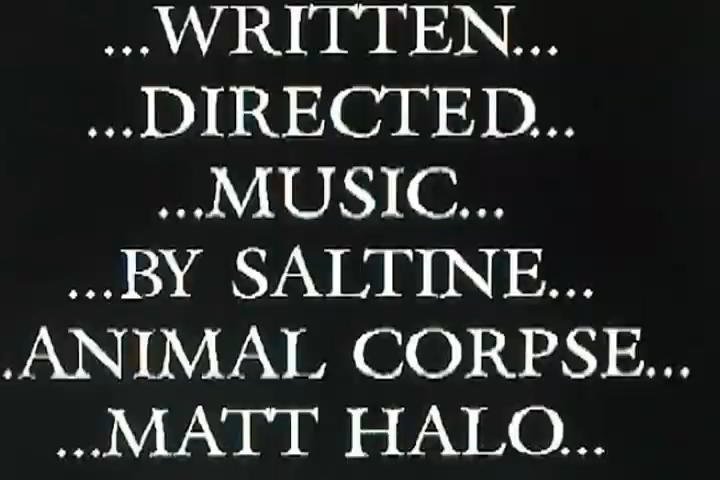 ...WRITTEN...
...DIRECTED...
...MUSIC...
...BY SALTINE...
.ANIMAL CORPSE...
...MATT HALO...